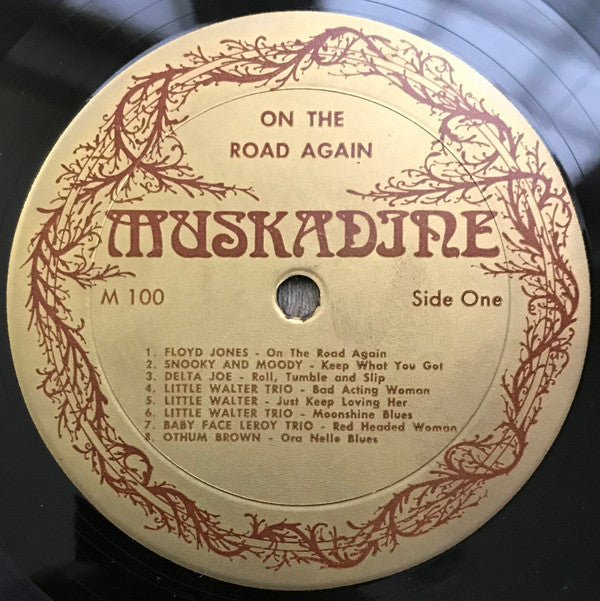 ON THE
ROAD AGAIN
MUSKADINE
M 100 Side One
1. FLOYD JONES - On The Road Again
2. SNOOKY AND MOODY - Keep What You Got
3. DELTA JOE - Roll, Tumble and Slip
4. LITTLE WALTER TRIO - Bad Acting Woman
5. LITTLE WALTER - Just Keep Loving Her
6. LITTLE WALTER TRIO - Moonshine Blues
7. BABY FACE LEROY TRIO - Red Headed Woman
8. OTHUM BROWN - Ora Nelle Blues